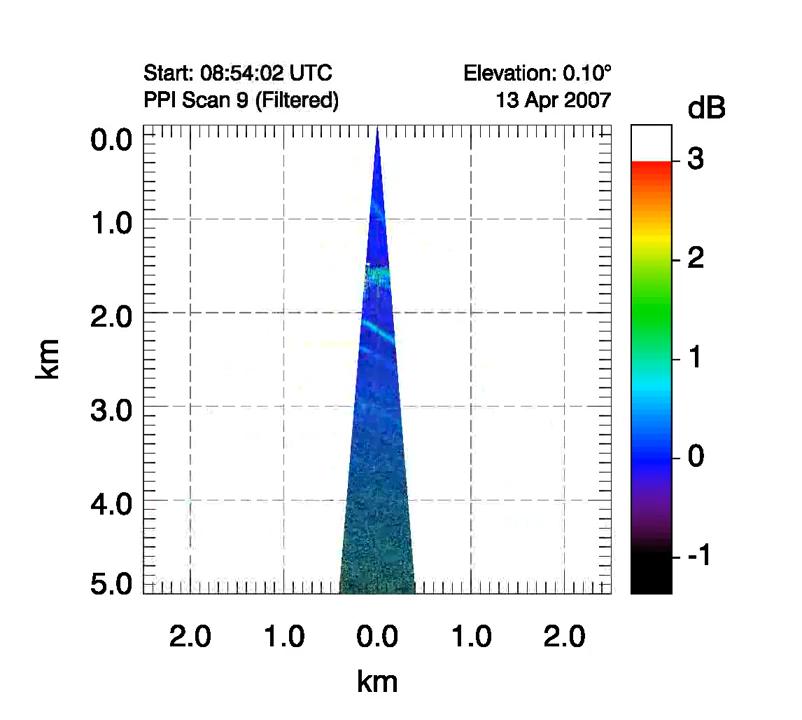 Start: 08:54:02 UTC
Elevation: 0.10°
PPI Scan 9 (Filtered)
13 Apr 2007
dB
0.0
1.0
2.0
3.0
4.0
5.0
km
2.0
1.0
0.0
1.0
2.0
km
3
2
1
0
-1